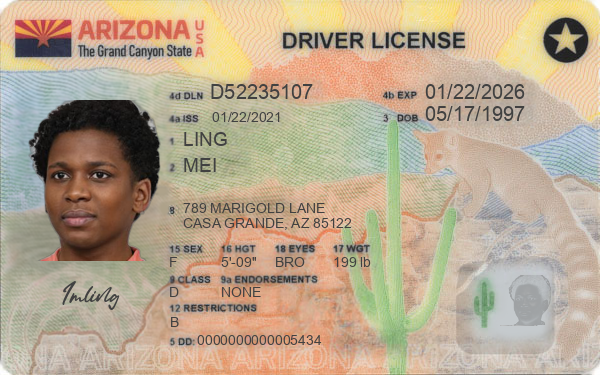 ARIZONA USA
The Grand Canyon State
DRIVER LICENSE
4d DLN D52235107
4b EXP 01/22/2026
4a ISS 01/22/2021
3 DOB 05/17/1997
1 LING
2 MEI
8 789 MARIGOLD LANE
CASA GRANDE, AZ 85122
15 SEX 16 HGT 18 EYES 17 WGT
F 5'-09" BRO 199 lb
9 CLASS 9a ENDORSEMENTS
D NONE
12 RESTRICTIONS
B
5 DD: 0000000000005434
ARIZONA ARIZONA ARIZONA ARIZONA